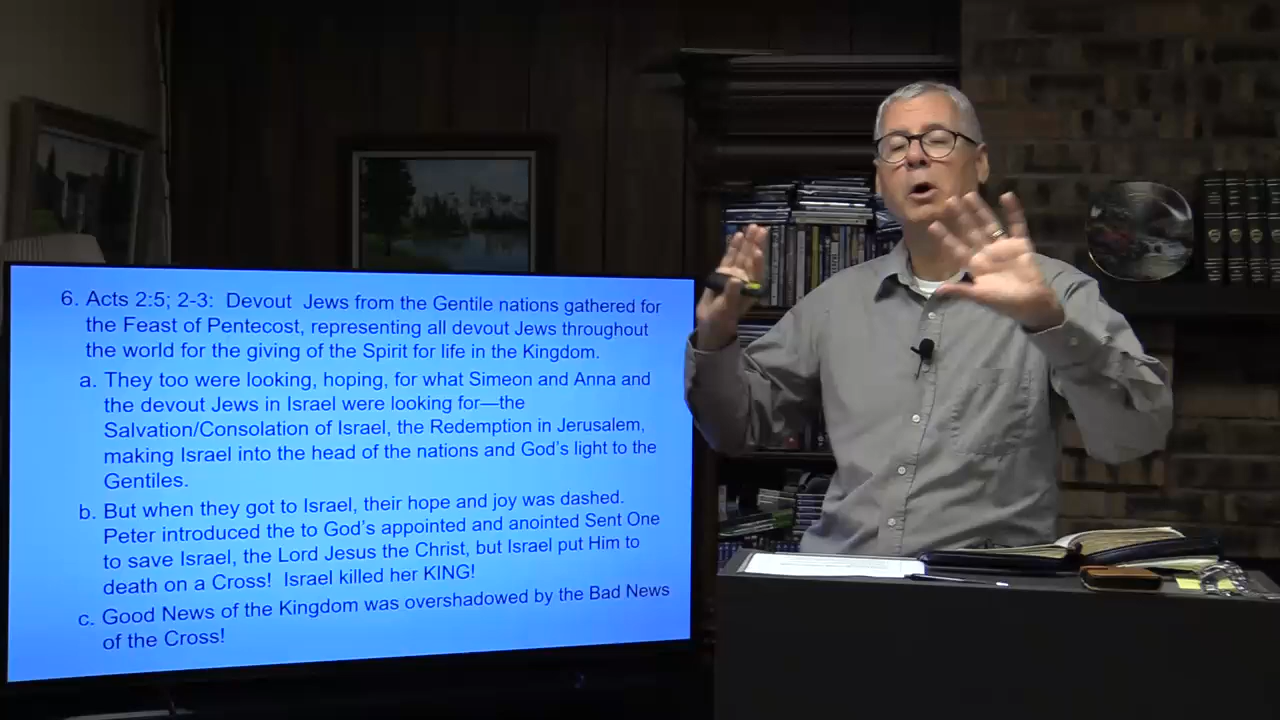 6. Acts 2:5; 2-3: Devout Jews from the Gentile nations gathered for
the Feast of Pentecost, representing all devout Jews throughout
the world for the giving of the Spirit for life in the Kingdom.
a. They too were looking, hoping, for what Simeon and Anna and
the devout Jews in Israel were looking for—the
Salvation/Consolation of Israel, the Redemption in Jerusalem,
making Israel into the head of the nations and God's light to the
Gentiles.
b. But when they got to Israel, their hope and joy was dashed.
Peter introduced the to God's appointed and anointed Sent One
to save Israel, the Lord Jesus the Christ, but Israel put Him to
death on a Cross! Israel killed her KING!
c. Good News of the Kingdom was overshadowed by the Bad News
of the Cross!